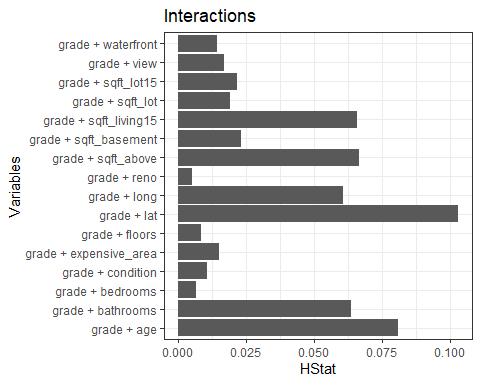 Interactions
Variables
grade + waterfront
grade + view
grade + sqft_lot15
grade + sqft_lot
grade + sqft_living15
grade + sqft_basement
grade + sqft_above
grade + reno
grade + long
grade + lat
grade + floors
grade + expensive_area
grade + condition
grade + bedrooms
grade + bathrooms
grade + age
0.000 0.025 0.050 0.075 0.100
HStat